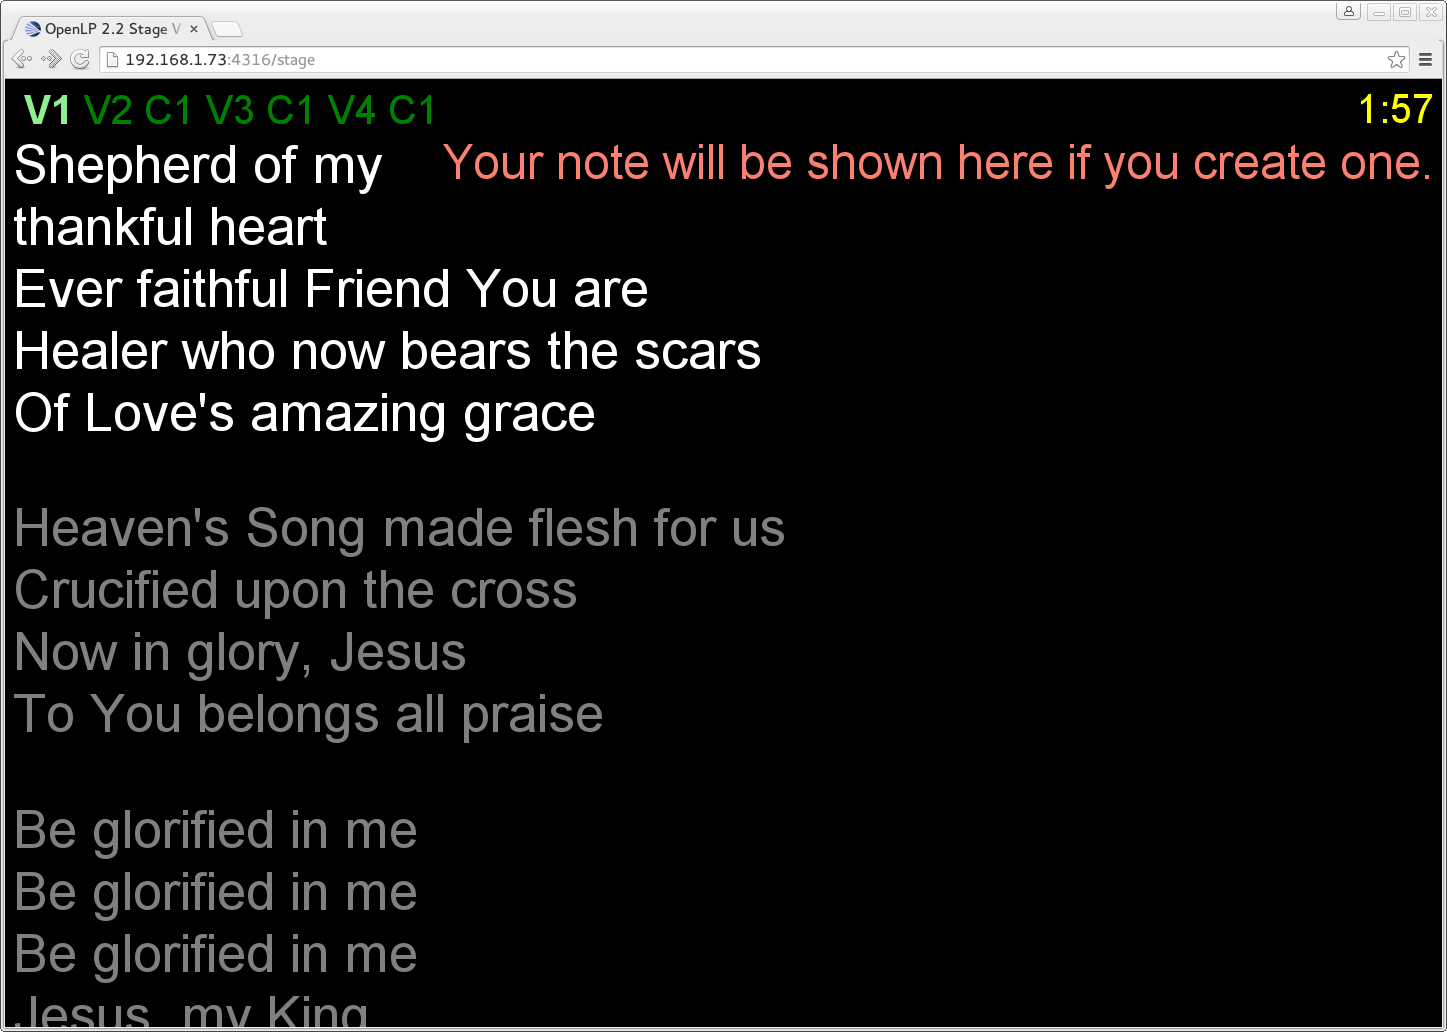 OpenLP 2.2 Stage V
192.168.1.73:4316/stage
V1 V2 C1 V3 C1 V4 C1
1:57
Your note will be shown here if you create one.
Shepherd of my
thankful heart
Ever faithful Friend You are
Healer who now bears the scars
Of Love's amazing grace
Heaven's Song made flesh for us
Crucified upon the cross
Now in glory, Jesus
To You belongs all praise
Be glorified in me
Be glorified in me
Be glorified in me
Jesus, my King